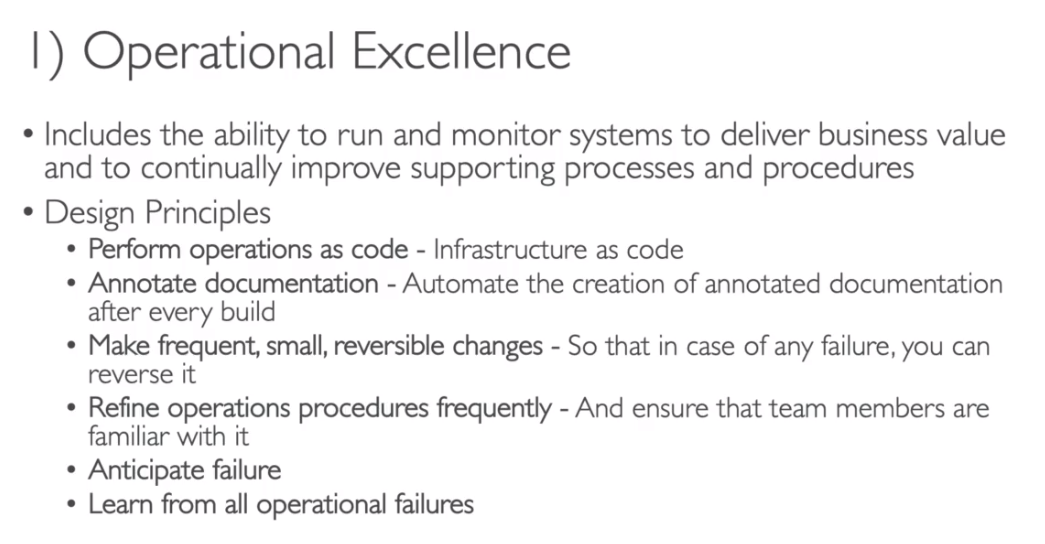 1) Operational Excellence
• Includes the ability to run and monitor systems to deliver business value
and to continually improve supporting processes and procedures
• Design Principles
• Perform operations as code - Infrastructure as code
• Annotate documentation - Automate the creation of annotated documentation
after every build
• Make frequent, small, reversible changes - So that in case of any failure, you can
reverse it
• Refine operations procedures frequently - And ensure that team members are
familiar with it
• Anticipate failure
• Learn from all operational failures